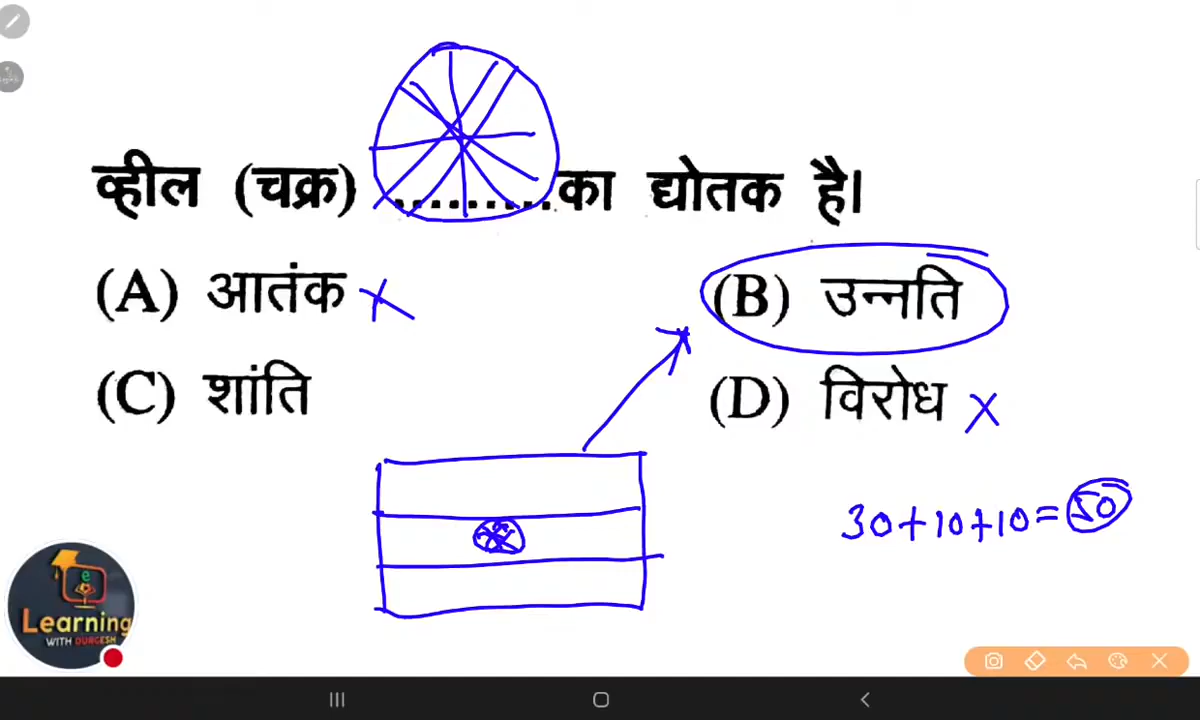 व्हील (चक्र) ......... का द्योतक है।
(A) आतंक x
(B) उन्नति
(C) शांति
(D) विरोध x
30+10+10=50
e
Learning
WITH DURGESH